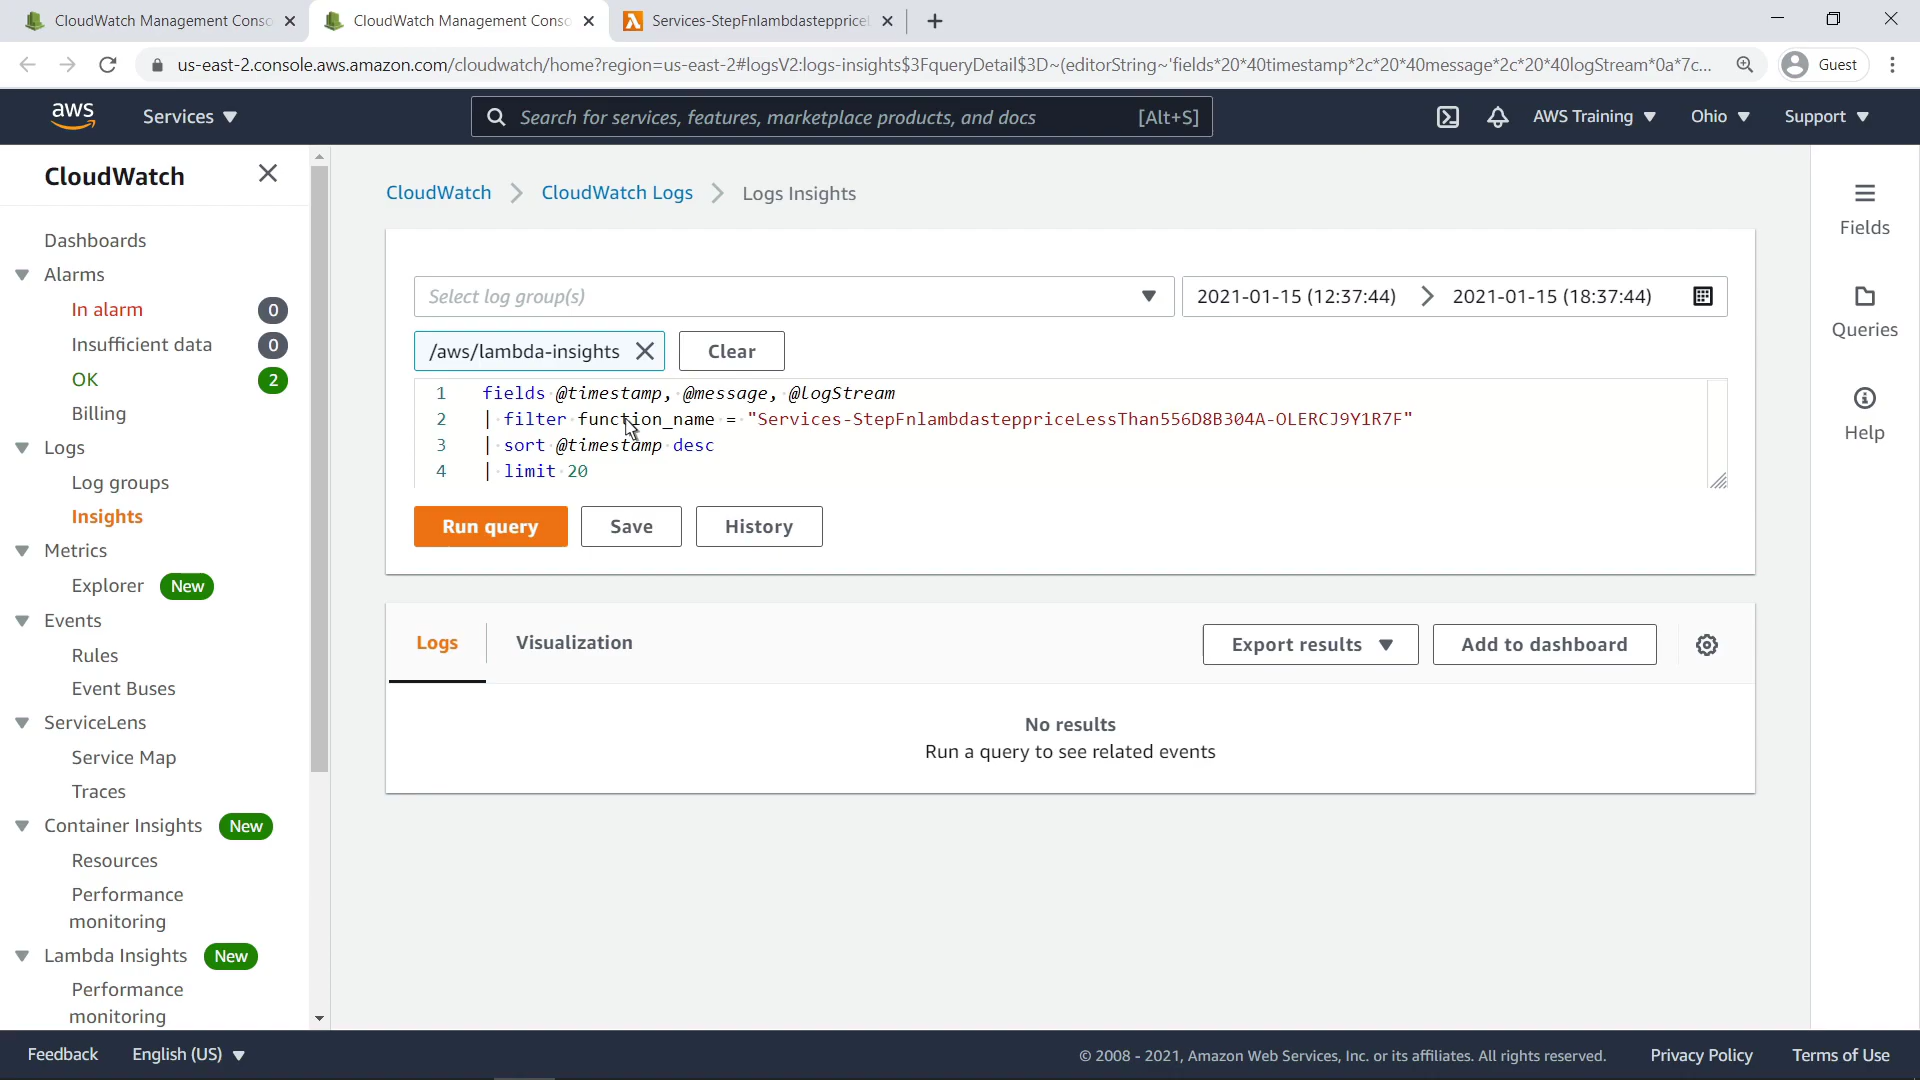 CloudWatch Management Conso
CloudWatch Management Conso
Services-StepFnlambdasteppriceL
us-east-2.console.aws.amazon.com/cloudwatch/home?region=us-east-2#logsV2:logs-insights$3FqueryDetail$3D~(editorString~'fields*20*40timestamp*2c*20*40message*2c*20*40logStream*0a*7c...
Guest
aws
Services
Search for services, features, marketplace products, and docs
[Alt+S]
AWS Training
Ohio
Support
CloudWatch
Dashboards
Alarms
In alarm
0
Insufficient data
0
OK
2
Billing
Logs
Log groups
Insights
Metrics
Explorer
New
Events
Rules
Event Buses
ServiceLens
Service Map
Traces
Container Insights
New
Resources
Performance
monitoring
Lambda Insights
New
Performance
monitoring
CloudWatch
CloudWatch Logs
Logs Insights
Select log group(s)
2021-01-15 (12:37:44)
2021-01-15 (18:37:44)
/aws/lambda-insights
Clear
1 fields @timestamp, @message, @logStream
2 | filter function_name = "Services-StepFnlambdasteppriceLessThan556D8B304A-OLERCJ9Y1R7F"
3 | sort @timestamp desc
4 | limit 20
Run query
Save
History
Logs
Visualization
Export results
Add to dashboard
No results
Run a query to see related events
Fields
Queries
Help
Feedback
English (US)
© 2008 - 2021, Amazon Web Services, Inc. or its affiliates. All rights reserved.
Privacy Policy
Terms of Use